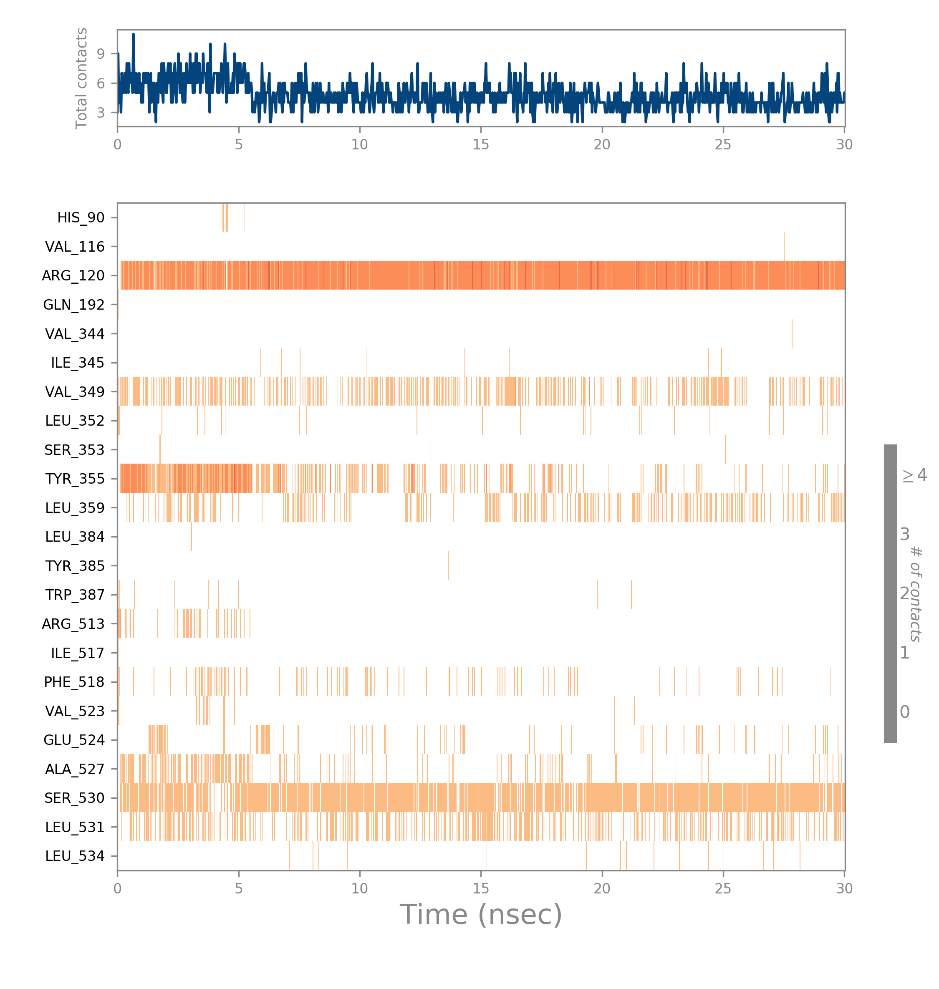 Total contacts
9
6
3
0 5 10 15 20 25 30
HIS_90
VAL_116
ARG_120
GLN_192
VAL_344
ILE_345
VAL_349
LEU_352
SER_353
TYR_355
LEU_359
LEU_384
TYR_385
TRP_387
ARG_513
ILE_517
PHE_518
VAL_523
GLU_524
ALA_527
SER_530
LEU_531
LEU_534
0 5 10 15 20 25 30
Time (nsec)
≥4
3
2
1
0
# of contacts